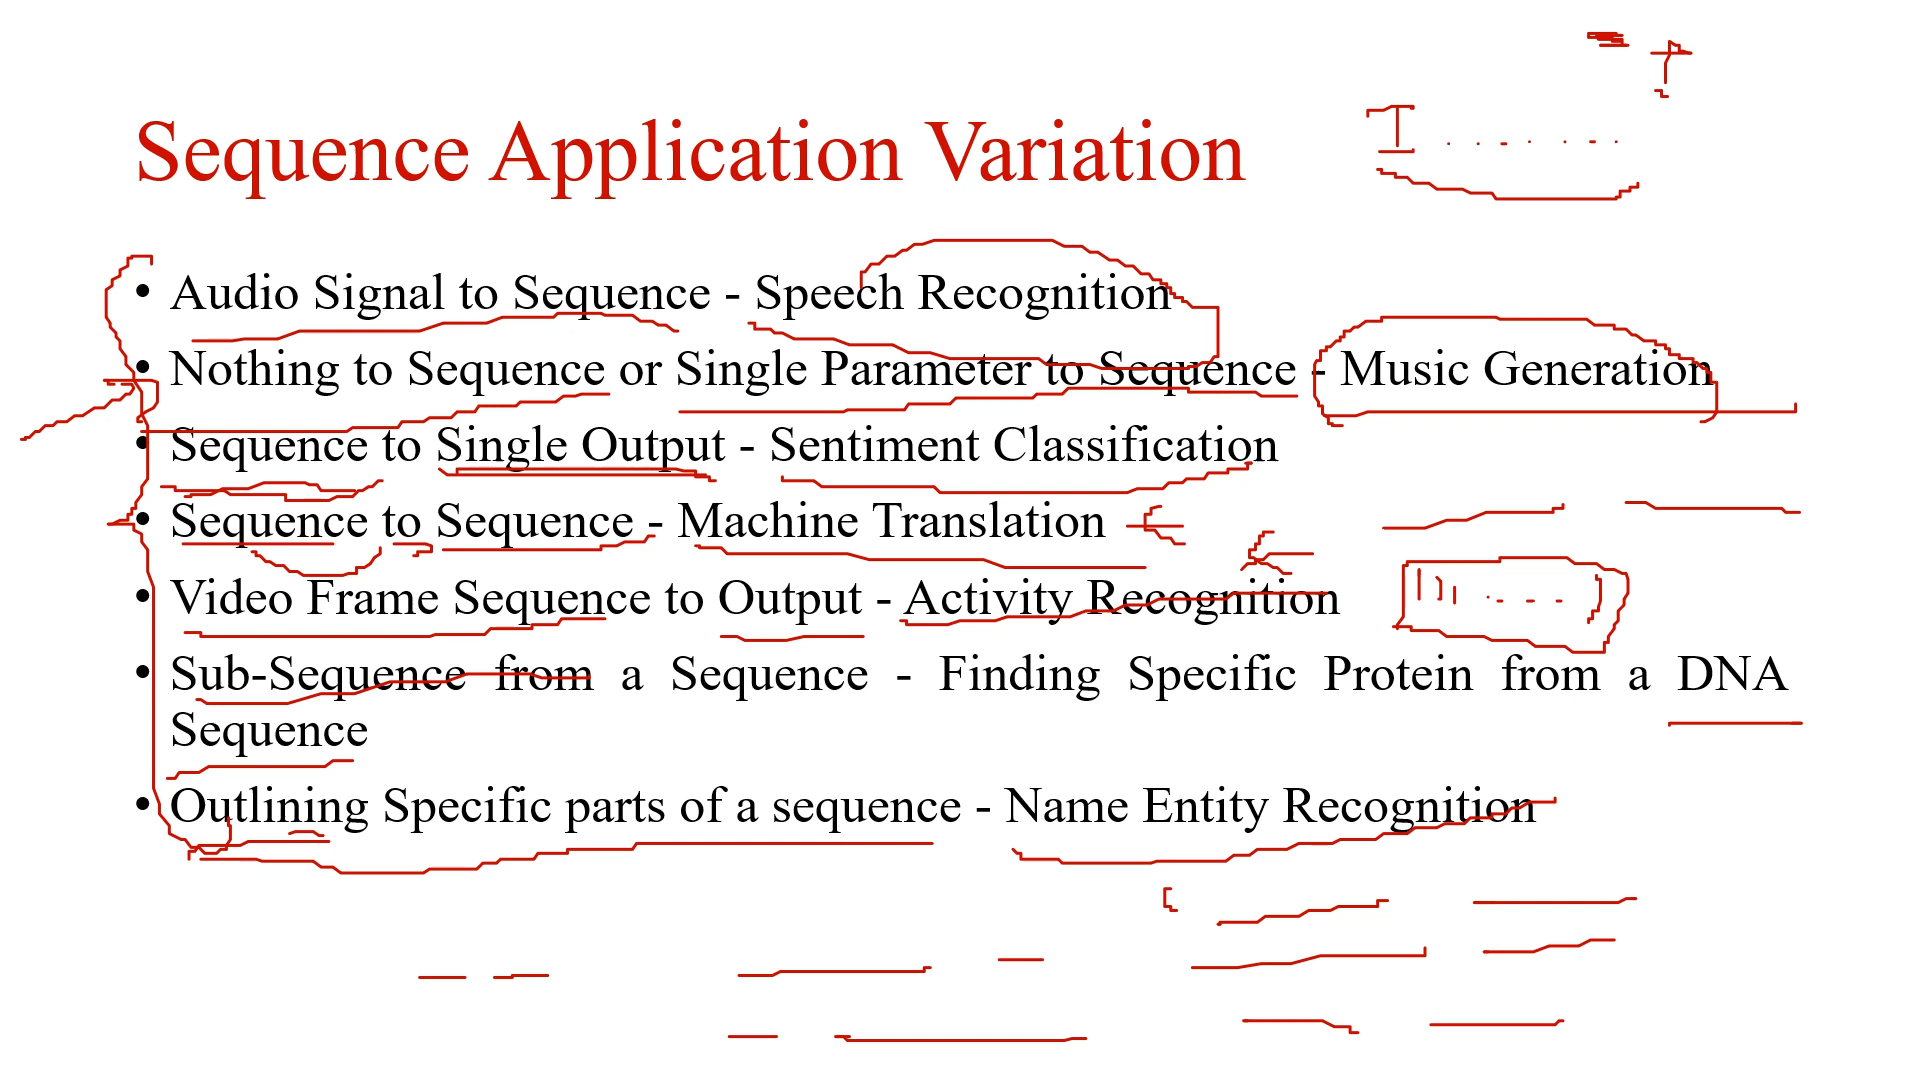 Sequence Application Variation
• Audio Signal to Sequence - Speech Recognition
• Nothing to Sequence or Single Parameter to Sequence - Music Generation
• Sequence to Single Output - Sentiment Classification
• Sequence to Sequence - Machine Translation
• Video Frame Sequence to Output - Activity Recognition
• Sub-Sequence from a Sequence - Finding Specific Protein from a DNA
Sequence
• Outlining Specific parts of a sequence - Name Entity Recognition